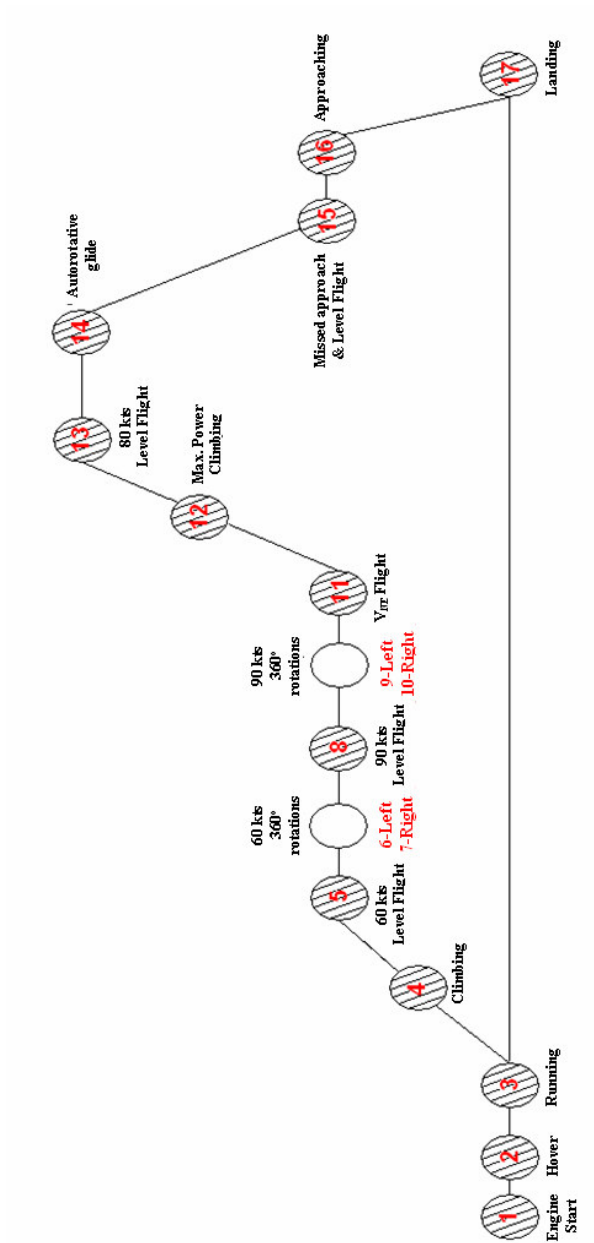 1
Engine
Start
2
Hover
3
Running
4
Climbing
5
60 kts
Level Flight
60 kts
360°
rotations
6-Left
7-Right
8
90 kts
Level Flight
90 kts
360°
rotations
9-Left
10-Right
11
VNE Flight
12
Max. Power
Climbing
13
80 kts
Level Flight
14
Autorotative
glide
15
Missed approach
& Level Flight
16
Approaching
17
Landing